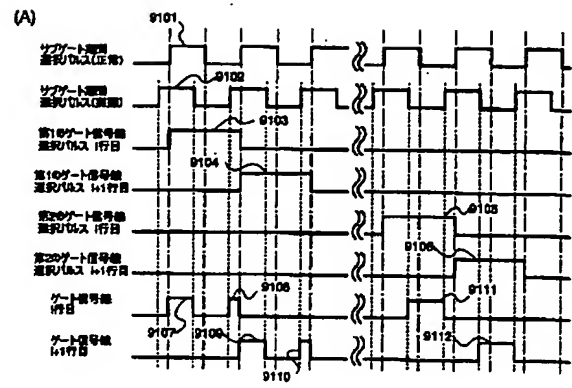 (A)
9101
サブゲート期間
選択パルス(正常)
9102
サブゲート期間
選択パルス(実際)
9103
第1のゲート信号線
選択パルス i行目
9104
第1のゲート信号線
選択パルス i+1行目
9105
第2のゲート信号線
選択パルス i行目
9106
第2のゲート信号線
選択パルス i+1行目
9108
9111
ゲート信号線
i行目
9107
9109
9112
ゲート信号線
i+1行目
9110